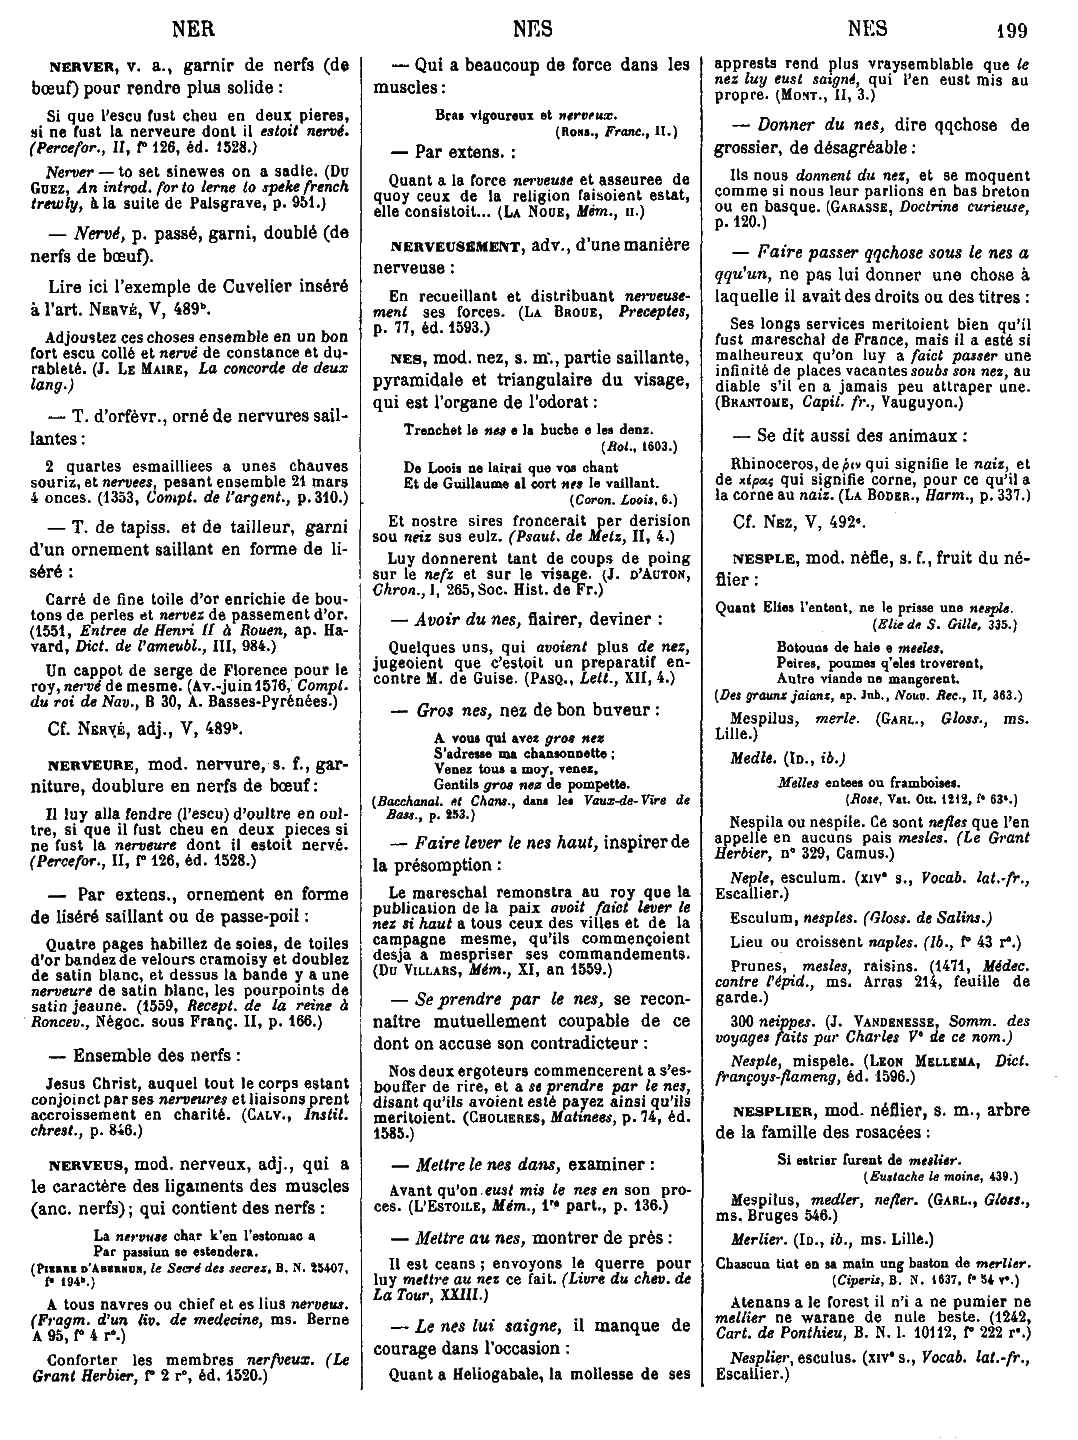 NER
NES
NES
199
NERVER, v. a., garnir de nerfs (de
bœuf) pour rendre plus solide :
Si que l'escu fust cheu en deux pieres,
si ne fust la nerveure dont il estoit nervé.
(Percefor., II, f° 126, éd. 1528.)
Nerver — to set sinewes on a sadle. (DU
GUEZ, An introd. for to lerne to speke french
trewly, à la suite de Palsgrave, p. 951.)
— Nervé, p. passé, garni, doublé (de
nerfs de bœuf).
Lire ici l'exemple de Cuvelier inséré
à l'art. NERVÉ, V, 489ᵇ.
Adjoustez ces choses ensemble en un bon
fort escu collé et nervé de constance et du-
rableté. (J. LE MAIRE, La concorde de deux
lang.)
— T. d'orfèvr., orné de nervures sail-
lantes :
2 quartes esmailliees a unes chauves
souriz, et nervees, pesant ensemble 21 mars
4 onces. (1353, Compt. de l'argent., p. 310.)
— T. de tapiss. et de tailleur, garni
d'un ornement saillant en forme de li-
séré :
Carré de fine toile d'or enrichie de bou-
tons de perles et nervez de passement d'or.
(1551, Entree de Henri II à Rouen, ap. Ha-
vard, Dict. de l'ameubl., III, 984.)
Un cappot de serge de Florence pour le
roy, nervé de mesme. (Av.-juin 1576, Compt.
du roi de Nav., B 30, A. Basses-Pyrénées.)
Cf. NERVÉ, adj., V, 489ᵇ.
NERVEURE, mod. nervure, s. f., gar-
niture, doublure en nerfs de bœuf :
Il luy alla fendre (l'escu) d'oultre en oul-
tre, si que il fust cheu en deux pieces si
ne fust la nerveure dont il estoit nervé.
(Percefor., II, f° 126, éd. 1528.)
— Par extens., ornement en forme
de liséré saillant ou de passe-poil :
Quatre pages habillez de soies, de toiles
d'or bandez de velours cramoisy et doublez
de satin blanc, et dessus la bande y a une
nerveure de satin blanc, les pourpoints de
satin jeaune. (1559, Recept. de la reine à
Roncev., Négoc. sous Franç. II, p. 166.)
— Ensemble des nerfs :
Jesus Christ, auquel tout le corps estant
conjoinct par ses nerveures et liaisons prent
accroissement en charité. (CALV., Instit.
chrest., p. 846.)
NERVEUS, mod. nerveux, adj., qui a
le caractère des ligaments des muscles
(anc. nerfs) ; qui contient des nerfs :
La nervuse char k'en l'estomac a
Par passiun se estendera.
(PIERRE D'ABERNUN, le Secré des secrez, B. N. 25407,
f° 194ᵇ.)
A tous navres ou chief et es lius nerveus.
(Fragm. d'un liv. de medecine, ms. Berne
A 95, f° 4 r°.)
Conforter les membres nerfveux. (Le
Grant Herbier, f° 2 r°, éd. 1520.)
— Qui a beaucoup de force dans les
muscles :
Bras vigoureux et nerveux.
(RONS., Franc., II.)
— Par extens. :
Quant a la force nerveuse et asseuree de
quoy ceux de la religion faisoient estat,
elle consistoit... (LA NOUE, Mém., II.)
NERVEUSEMENT, adv., d'une manière
nerveuse :
En recueillant et distribuant nerveuse-
ment ses forces. (LA BROUE, Preceptes,
p. 77, éd. 1593.)
NES, mod. nez, s. m., partie saillante,
pyramidale et triangulaire du visage,
qui est l'organe de l'odorat :
Trenchet le nes e la buche e les denz.
(Rol., 1603.)
De Loois ne lairai que vos chant
Et de Guillaume al cort nes le vaillant.
(Coron. Loois, 6.)
Et nostre sires froncerait per derision
sou neiz sus eulz. (Psaut. de Metz, II, 4.)
Luy donnerent tant de coups de poing
sur le nefz et sur le visage. (J. D'AUTON,
Chron., I, 265, Soc. Hist. de Fr.)
— Avoir du nes, flairer, deviner :
Quelques uns, qui avoient plus de nez,
jugeoient que c'estoit un preparatif en-
contre M. de Guise. (PASQ., Lett., XII, 4.)
— Gros nes, nez de bon buveur :
A vous qui avez gros nez
S'adresse ma chansonnette ;
Venez tous a moy, venez,
Gentils gros nez de pompette.
(Bacchanal. et Chans., dans les Vaux-de-Vire de
Bass., p. 253.)
— Faire lever le nes haut, inspirer de
la présomption :
Le mareschal remonstra au roy que la
publication de la paix avoit faict lever le
nez si haut a tous ceux des villes et de la
campagne mesme, qu'ils commençoient
desja a mespriser ses commandements.
(DU VILLARS, Mém., XI, an 1559.)
— Se prendre par le nes, se recon-
naître mutuellement coupable de ce
dont on accuse son contradicteur :
Nos deux ergoteurs commencerent a s'es-
bouffer de rire, et a se prendre par le nes,
disant qu'ils avoient esté payez ainsi qu'ils
meritoient. (CHOLIERES, Matinees, p. 74, éd.
1585.)
— Mettre le nes dans, examiner :
Avant qu'on eust mis le nes en son pro-
ces. (L'ESTOILE, Mém., 1ʳᵉ part., p. 136.)
— Mettre au nes, montrer de près :
Il est ceans ; envoyons le querre pour
luy mettre au nez ce fait. (Livre du chev. de
La Tour, XXIII.)
— Le nes lui saigne, il manque de
courage dans l'occasion :
Quant a Heliogabale, la mollesse de ses
appresta rend plus vraysemblable que le
nez luy eust saigné, qui l'en eust mis au
propre. (MONT., II, 3.)
— Donner du nes, dire qqchose de
grossier, de désagréable :
Ils nous donnent du nez, et se moquent
comme si nous leur parlions en bas breton
ou en basque. (GARASSE, Doctrine curieuse,
p. 120.)
— Faire passer qqchose sous le nes a
qqu'un, ne pas lui donner une chose à
laquelle il avait des droits ou des titres :
Ses longs services meritoient bien qu'il
fust mareschal de France, mais il a esté si
malheureux qu'on luy a faict passer une
infinité de places vacantes soubs son nez, au
diable s'il en a jamais peu attraper une.
(BRANTOME, Capit. fr., Vauguyon.)
— Se dit aussi des animaux :
Rhinoceros, de ῥιν qui signifie le naiz, et
de κέρας qui signifie corne, pour ce qu'il a
la corne au naiz. (LA BODER., Harm., p. 337.)
Cf. NEZ, V, 492ᶜ.
NESPLE, mod. nèfle, s. f., fruit du né-
flier :
Quant Elies l'entent, ne le prisse une nesple.
(Elie de S. Gille, 335.)
Botouns de haie e mesles,
Peires, poumes q'eles troverent,
Autre viande ne mangerent.
(Des grauns jaians, ap. Jub., Nouv. Rec., II, 363.)
Mespilus, merle. (GARL., Gloss., ms.
Lille.)
Medle. (ID., ib.)
Melles entees ou framboises.
(Rose, Vat. Ott. 1212, f° 63ᵃ.)
Nespila ou nespile. Ce sont nefles que l'en
appelle en aucuns pais mesles. (Le Grant
Herbier, n° 329, Camus.)
Neple, esculum. (XIVᵉ s., Vocab. lat.-fr.,
Escallier.)
Esculum, nesples. (Gloss. de Salins.)
Lieu ou croissent naples. (Ib., f° 43 r°.)
Prunes, mesles, raisins. (1471, Médec.
contre l'épid., ms. Arras 214, feuille de
garde.)
300 neippes. (J. VANDENESSE, Somm. des
voyages faits par Charles Vᵉ de ce nom.)
Nesple, mispele. (LEON MELLEMA, Dict.
françoys-flameng, éd. 1596.)
NESPLIER, mod. néflier, s. m., arbre
de la famille des rosacées :
Si estrier furent de meslier.
(Eustache le moine, 439.)
Mespilus, medler, nefler. (GARL., Gloss.,
ms. Bruges 546.)
Merlier. (ID., ib., ms. Lille.)
Chascun tint en sa main ung baston de merlier.
(Ciperis, B. N. 1637, f° 54 v°.)
Atenans a le forest il n'i a ne pumier ne
mellier ne warane de nule beste. (1242,
Cart. de Ponthieu, B. N. l. 10112, f° 222 r°.)
Nesplier, esculus. (XIVᵉ s., Vocab. lat.-fr.,
Escallier.)